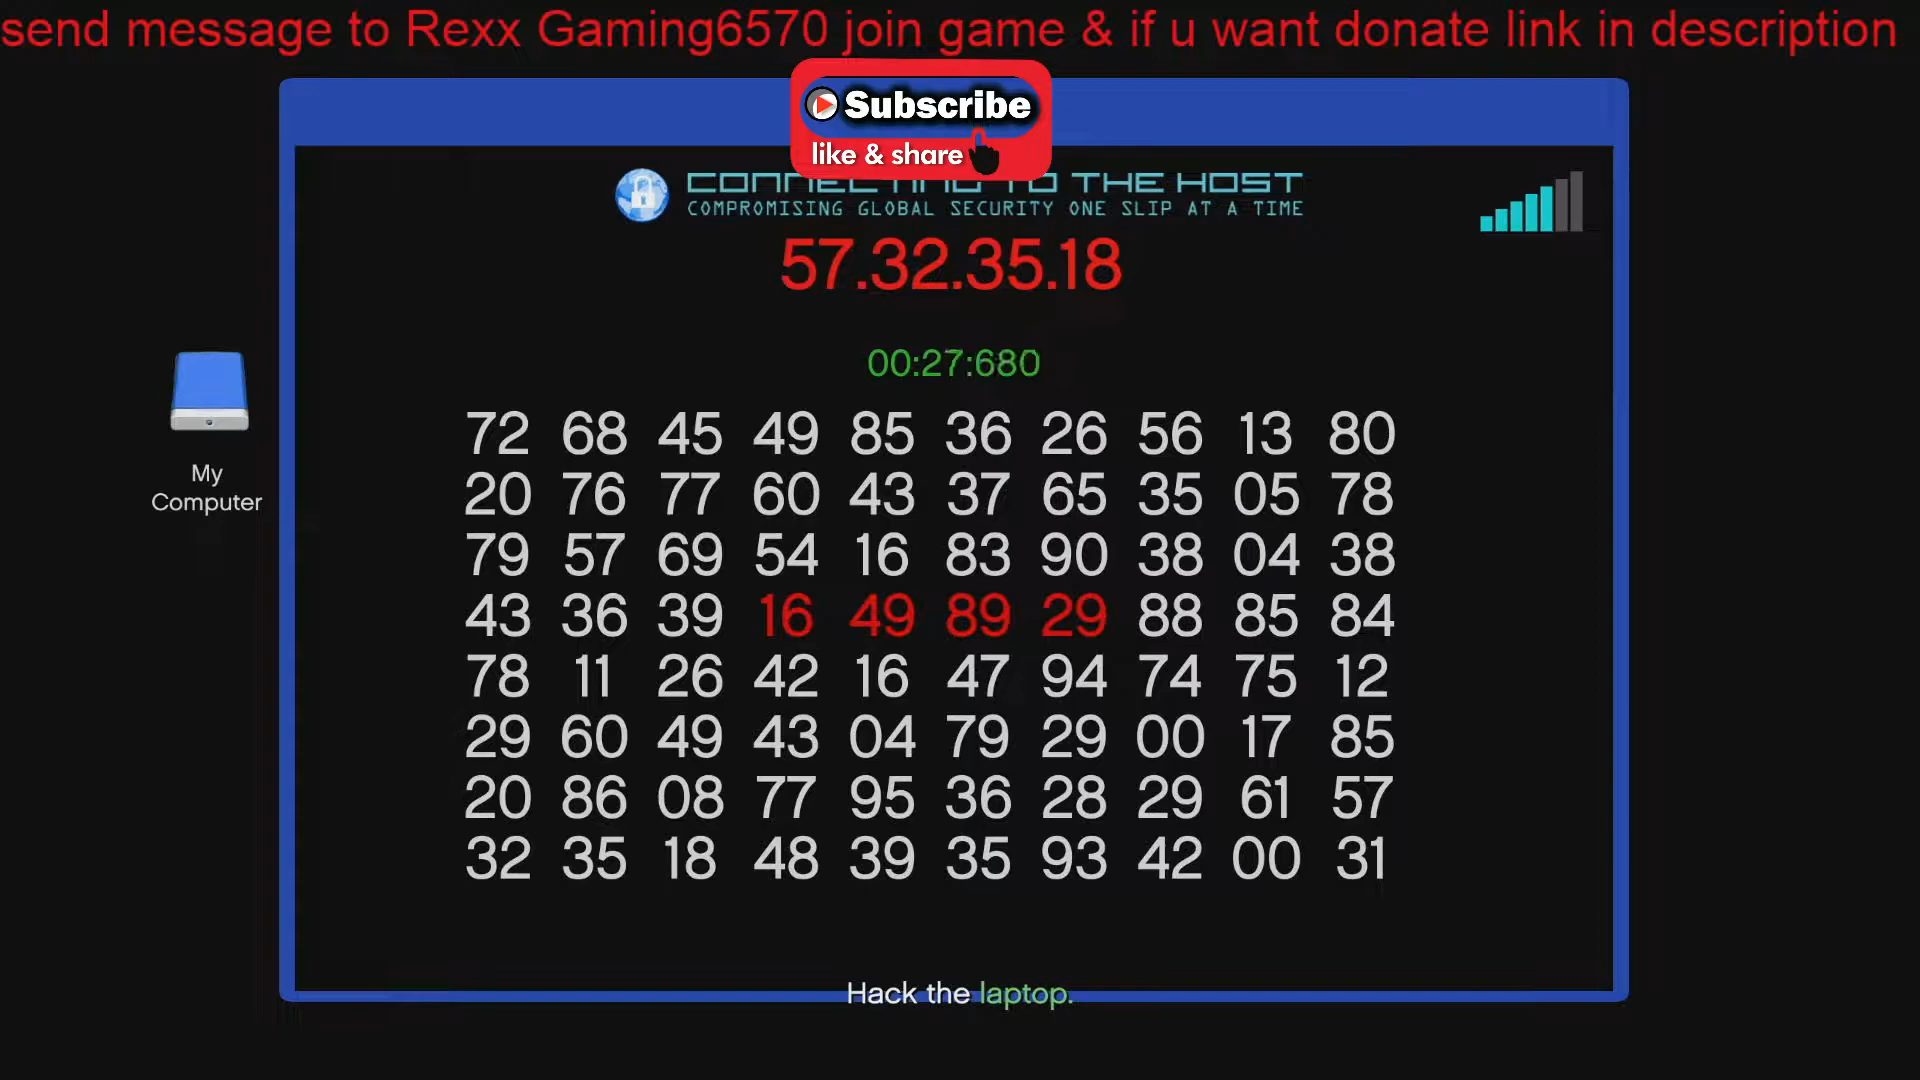 send message to Rexx Gaming6570 join game & if u want donate link in description
Subscribe
like & share
CONNECTING TO THE HOST
COMPROMISING GLOBAL SECURITY ONE SLIP AT A TIME
57.32.35.18
00:27:680
72 68 45 49 85 36 26 56 13 80
20 76 77 60 43 37 65 35 05 78
79 57 69 54 16 83 90 38 04 38
43 36 39 16 49 89 29 88 85 84
78 11 26 42 16 47 94 74 75 12
29 60 49 43 04 79 29 00 17 85
20 86 08 77 95 36 28 29 61 57
32 35 18 48 39 35 93 42 00 31
My
Computer
Hack the laptop.